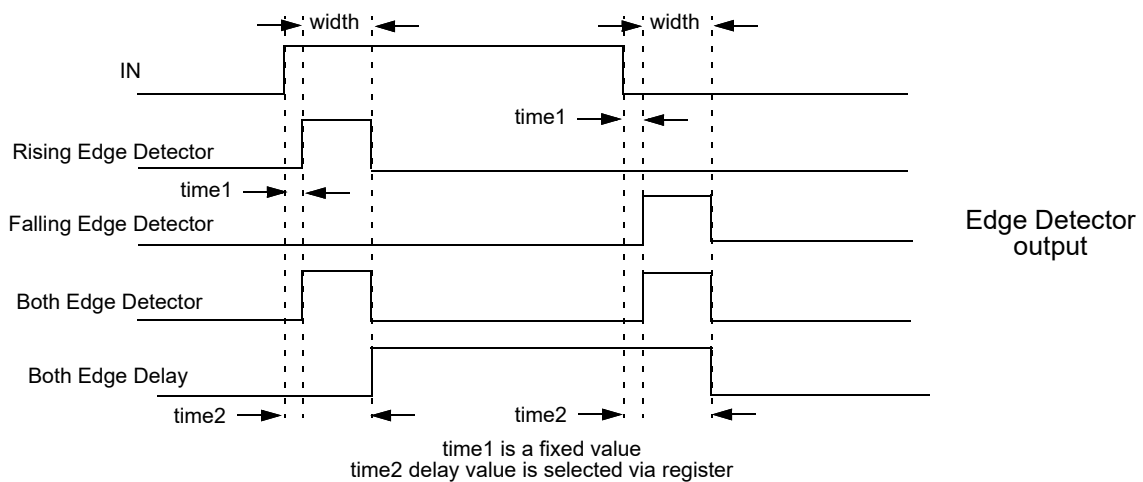 width
width
IN
time1
Rising Edge Detector
time1
Falling Edge Detector
Edge Detector
output
Both Edge Detector
Both Edge Delay
time2
time2
time1 is a fixed value
time2 delay value is selected via register